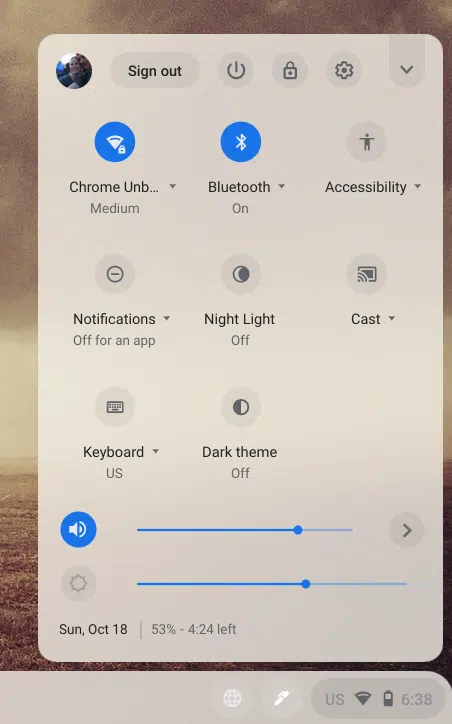 Sign out
Chrome Unb...
Medium
Bluetooth
On
Accessibility
Notifications
Off for an app
Night Light
Off
Cast
Keyboard
US
Dark theme
Off
Sun, Oct 18
53% - 4:24 left
US 6:38